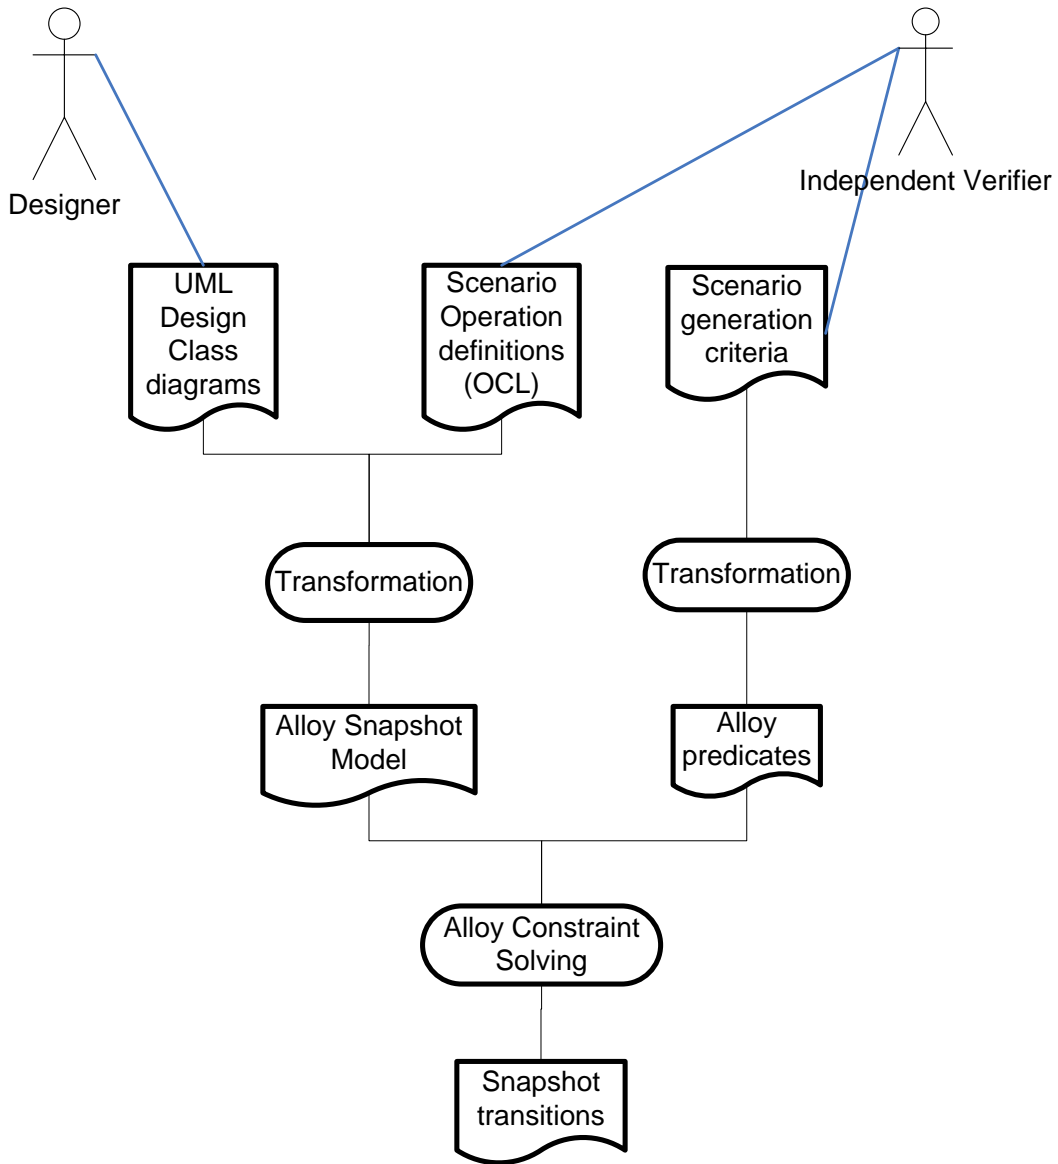 Designer
Independent Verifier
UML
Design
Class
diagrams
Scenario
Operation
definitions
(OCL)
Scenario
generation
criteria
Transformation
Transformation
Alloy Snapshot
Model
Alloy
predicates
Alloy Constraint
Solving
Snapshot
transitions